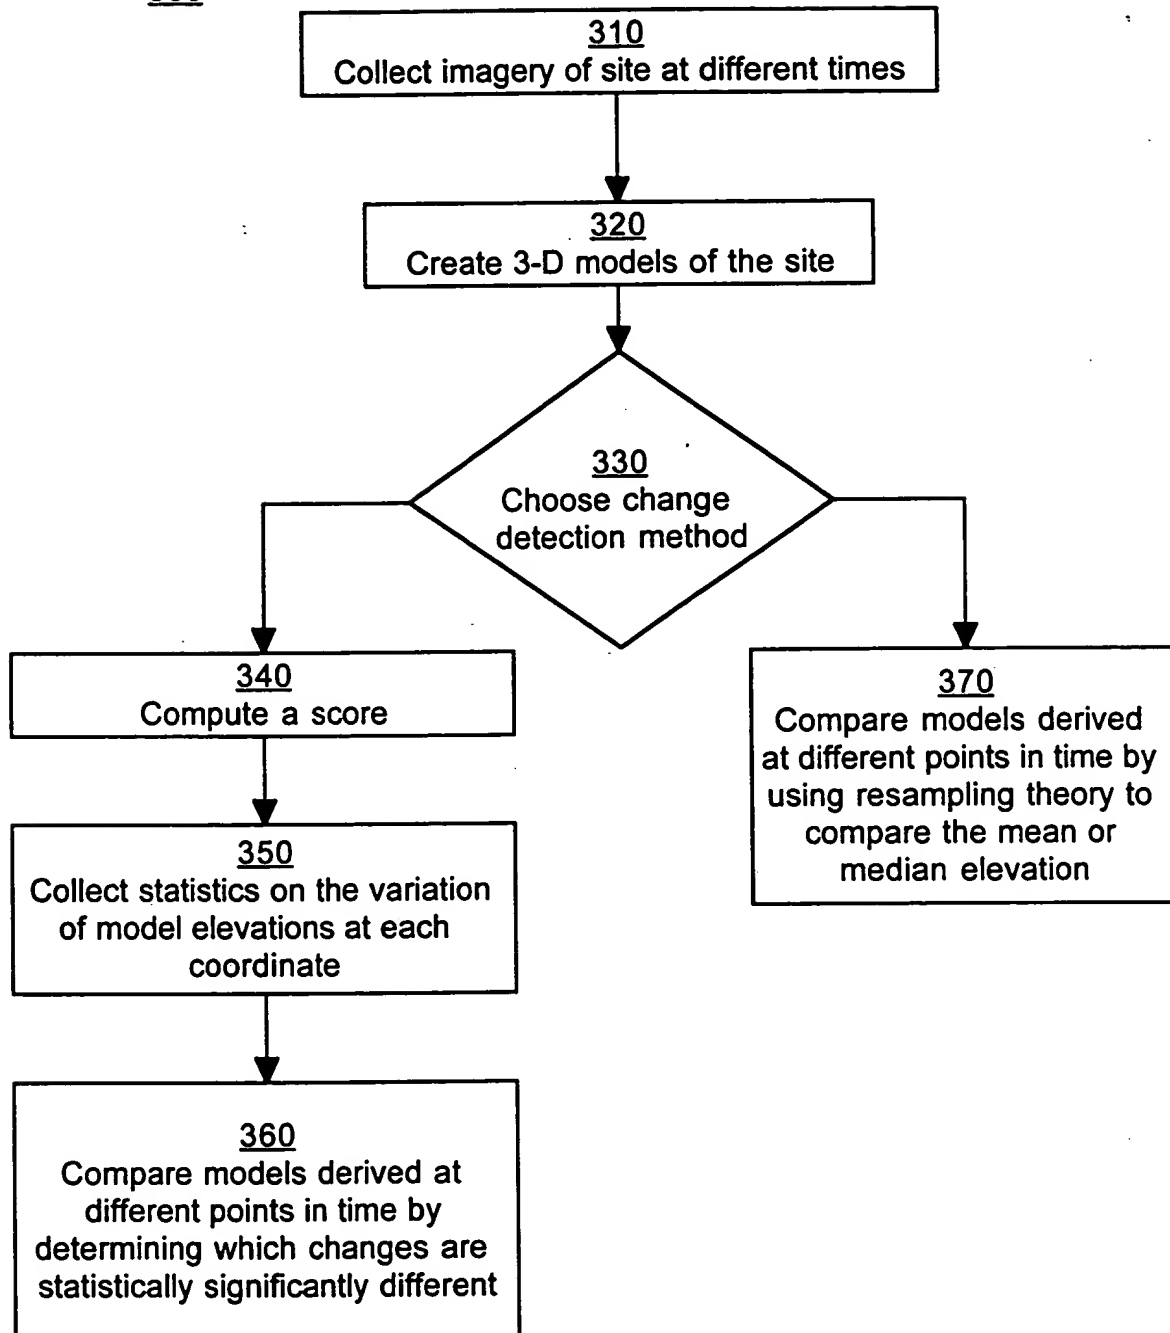 310
Collect imagery of site at different times
320
Create 3-D models of the site
330
Choose change
detection method
340
Compute a score
350
Collect statistics on the variation
of model elevations at each
coordinate
360
Compare models derived at
different points in time by
determining which changes are
statistically significantly different
370
Compare models derived
at different points in time by
using resampling theory to
compare the mean or
median elevation